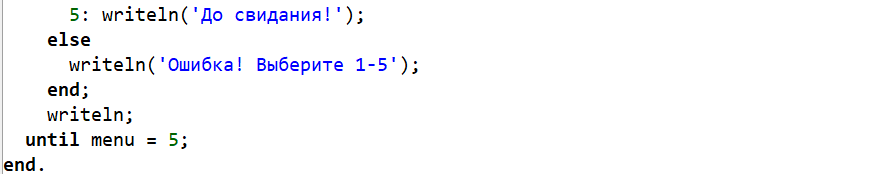 5: writeln('До свидания!');
else
writeln('Ошибка! Выберите 1-5');
end;
writeln;
until menu = 5;
end.